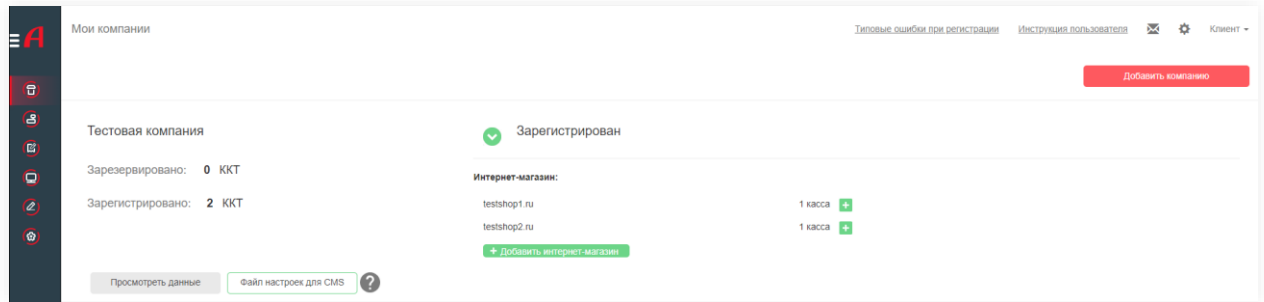 Мои компании
Типовые ошибки при регистрации Инструкция пользователя Клиент
Добавить компанию
Тестовая компания
Зарегистрирован
Зарезервировано: 0 ККТ
Интернет-магазин:
Зарегистрировано: 2 ККТ
testshop1.ru 1 касса +
testshop2.ru 1 касса +
+ Добавить интернет-магазин
Просмотреть данные Файл настроек для CMS ?